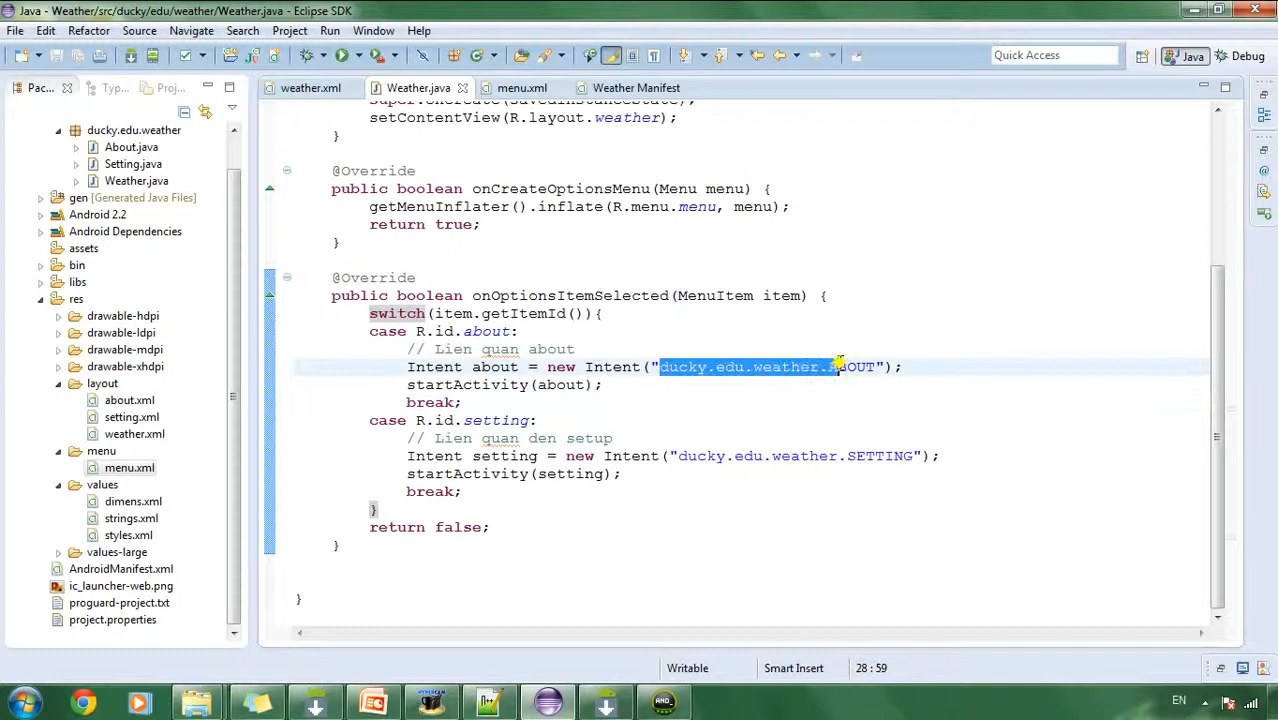 Java - Weather/src/ducky/edu/weather/Weather.java - Eclipse SDK
File Edit Refactor Source Navigate Search Project Run Window Help
Quick Access Java Debug
Pac... Typ... Proj...
weather.xml Weather.java menu.xml Weather Manifest
ducky.edu.weather
About.java
Setting.java
Weather.java
gen [Generated Java Files]
Android 2.2
Android Dependencies
assets
bin
libs
res
drawable-hdpi
drawable-ldpi
drawable-mdpi
drawable-xhdpi
layout
about.xml
setting.xml
weather.xml
menu
menu.xml
values
dimens.xml
strings.xml
styles.xml
values-large
AndroidManifest.xml
ic_launcher-web.png
proguard-project.txt
project.properties
super.onCreate(savedInstanceState);
setContentView(R.layout.weather);
}
@Override
public boolean onCreateOptionsMenu(Menu menu) {
getMenuInflater().inflate(R.menu.menu, menu);
return true;
}
@Override
public boolean onOptionsItemSelected(MenuItem item) {
switch(item.getItemId()){
case R.id.about:
// Lien quan about
Intent about = new Intent("ducky.edu.weather.ABOUT");
startActivity(about);
break;
case R.id.setting:
// Lien quan den setup
Intent setting = new Intent("ducky.edu.weather.SETTING");
startActivity(setting);
break;
}
return false;
}
}
Writable Smart Insert 28 : 59
HYPERCAM AND_ EN